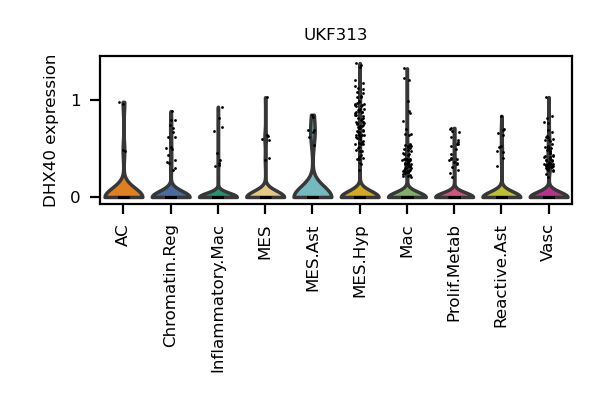 UKF313
DHX40 expression
1
0
AC
Chromatin.Reg
Inflammatory.Mac
MES
MES.Ast
MES.Hyp
Mac
Prolif.Metab
Reactive.Ast
Vasc